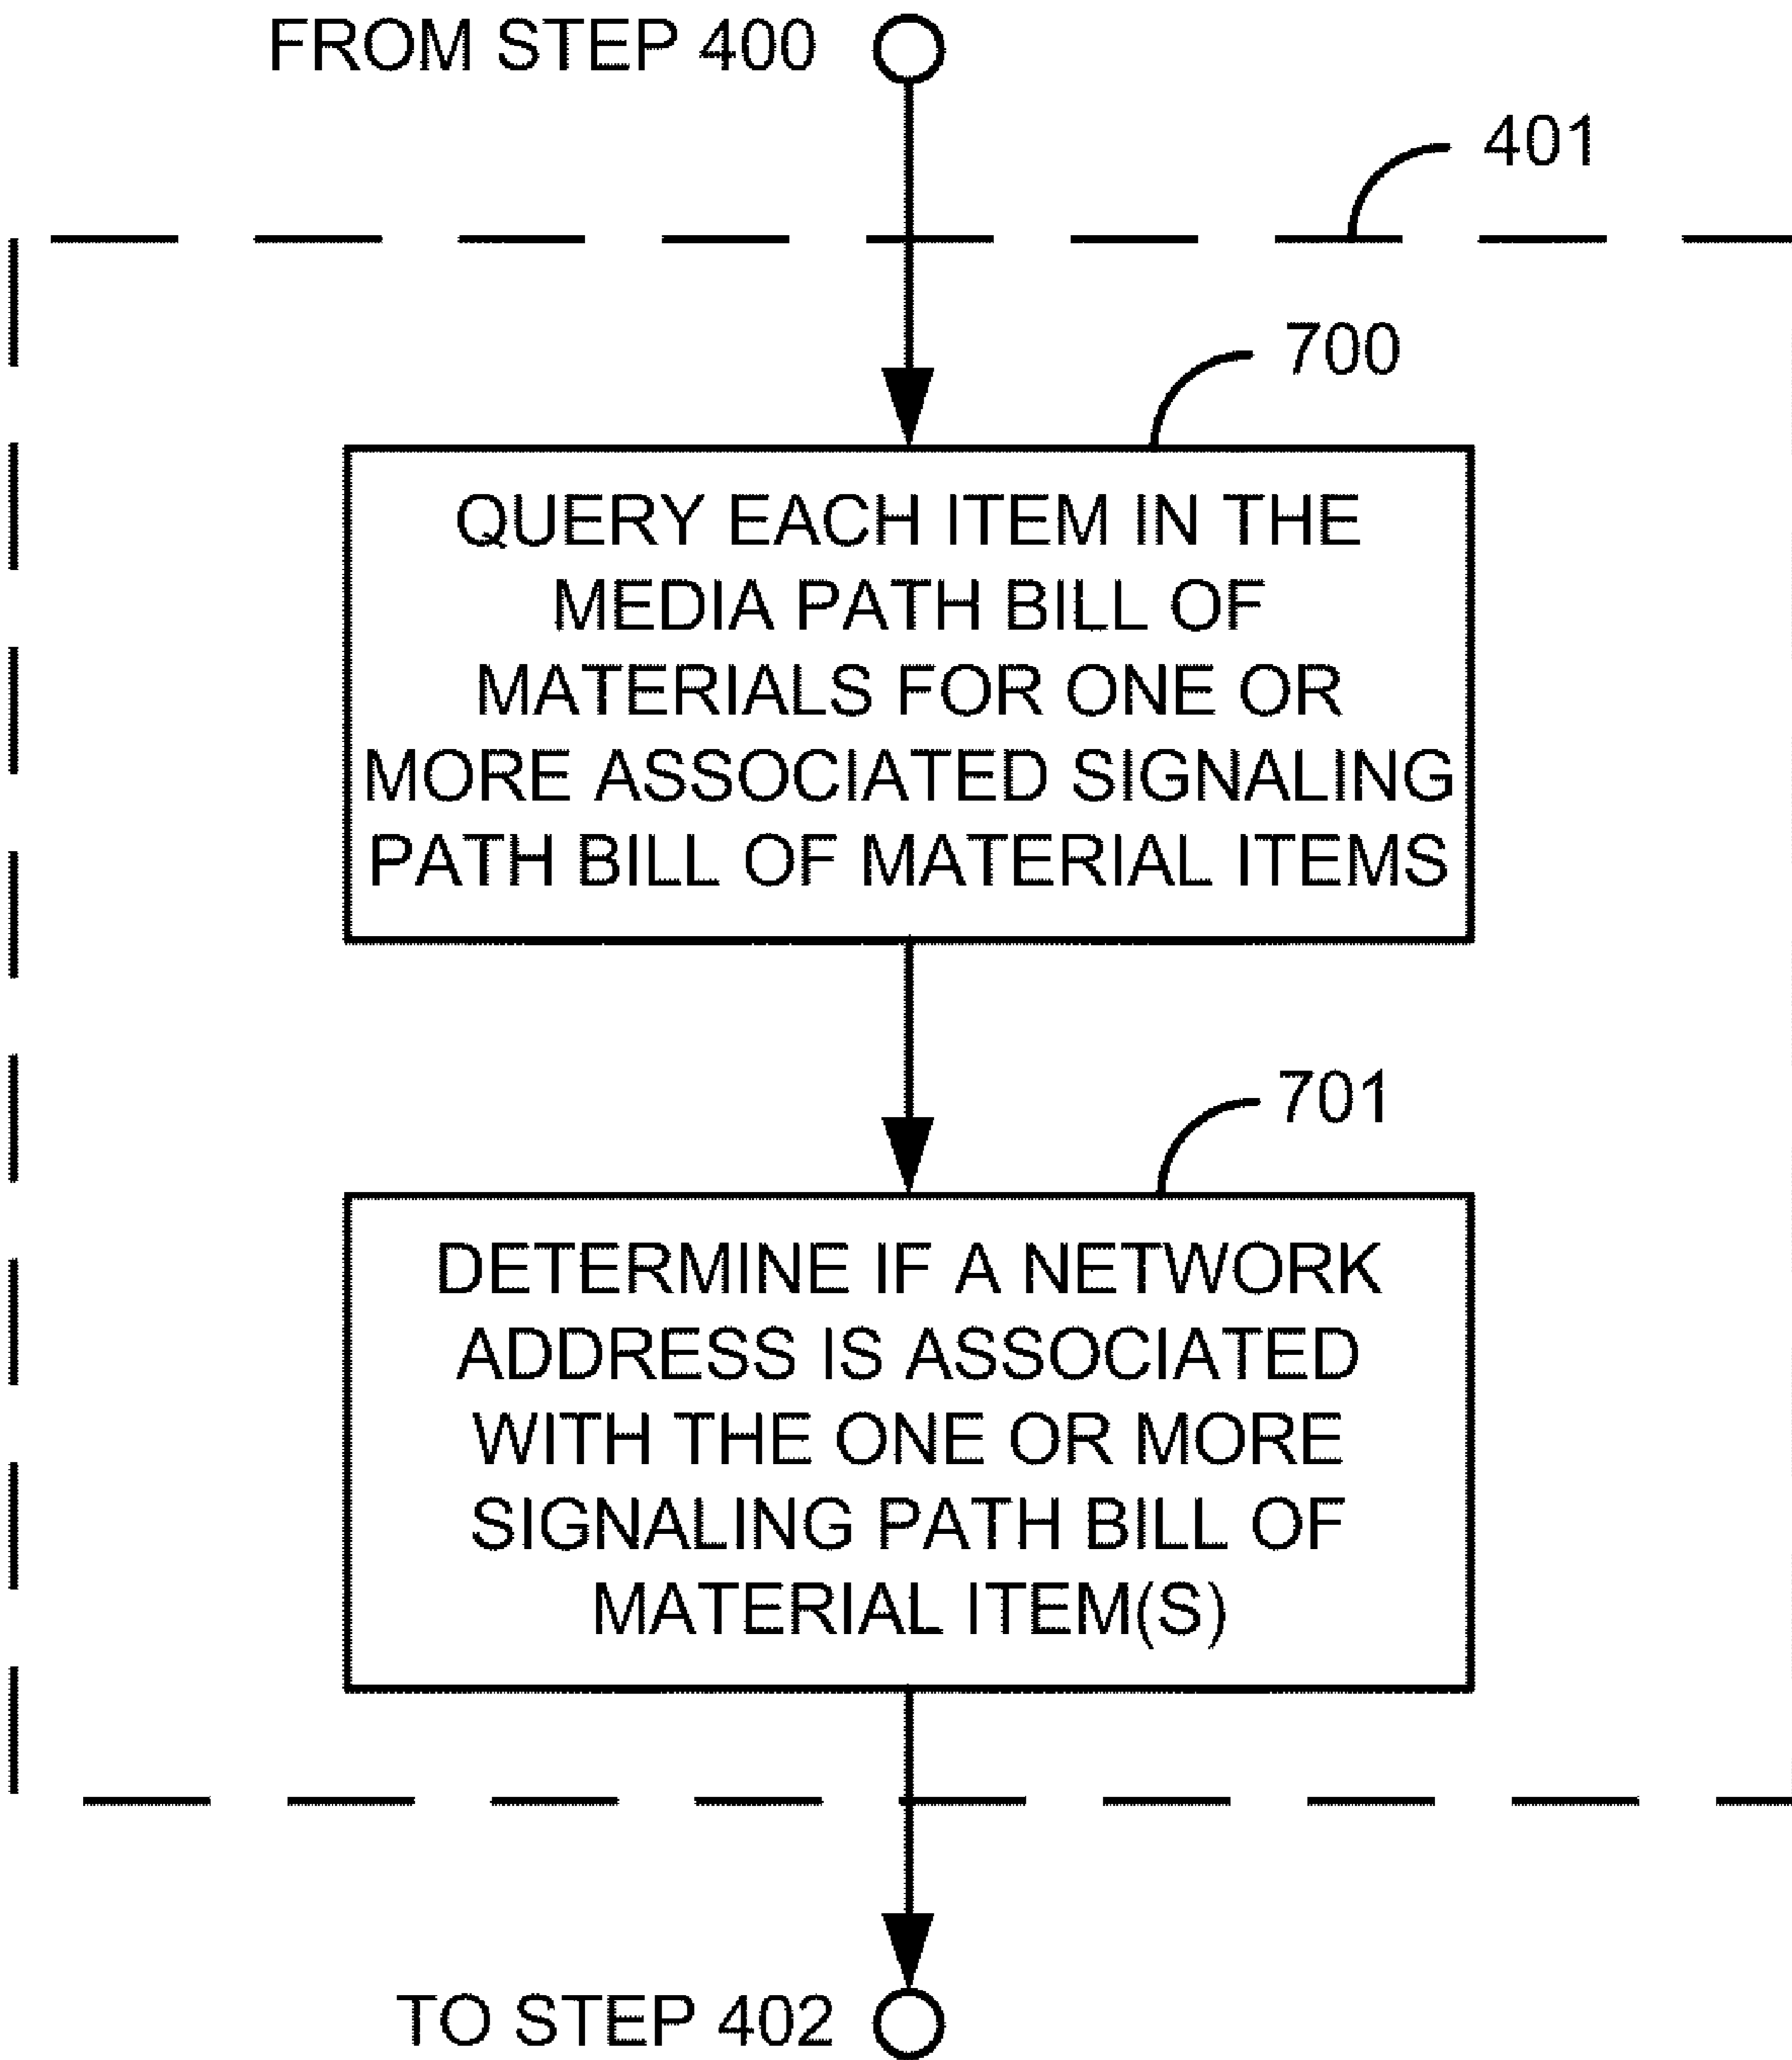 FROM STEP 400
401
700
QUERY EACH ITEM IN THE
MEDIA PATH BILL OF
MATERIALS FOR ONE OR
MORE ASSOCIATED SIGNALING
PATH BILL OF MATERIAL ITEMS
701
DETERMINE IF A NETWORK
ADDRESS IS ASSOCIATED
WITH THE ONE OR MORE
SIGNALING PATH BILL OF
MATERIAL ITEM(S)
TO STEP 402